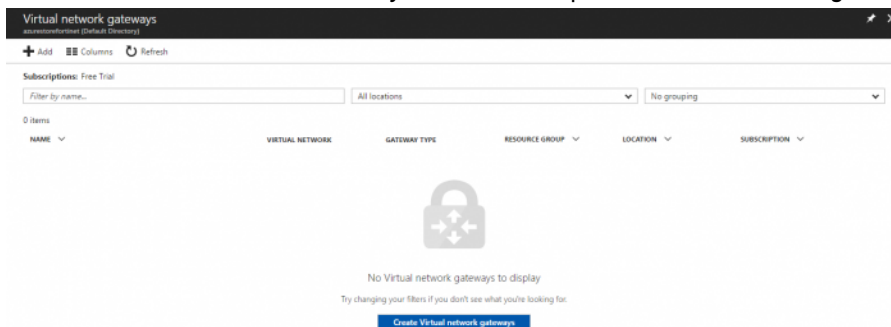 Virtual network gateways
azurestorefortinet (Default Directory)
Add Columns Refresh
Subscriptions: Free Trial
Filter by name... All locations No grouping
0 items
NAME VIRTUAL NETWORK GATEWAY TYPE RESOURCE GROUP LOCATION SUBSCRIPTION
No Virtual network gateways to display
Try changing your filters if you don't see what you're looking for.
Create Virtual network gateways